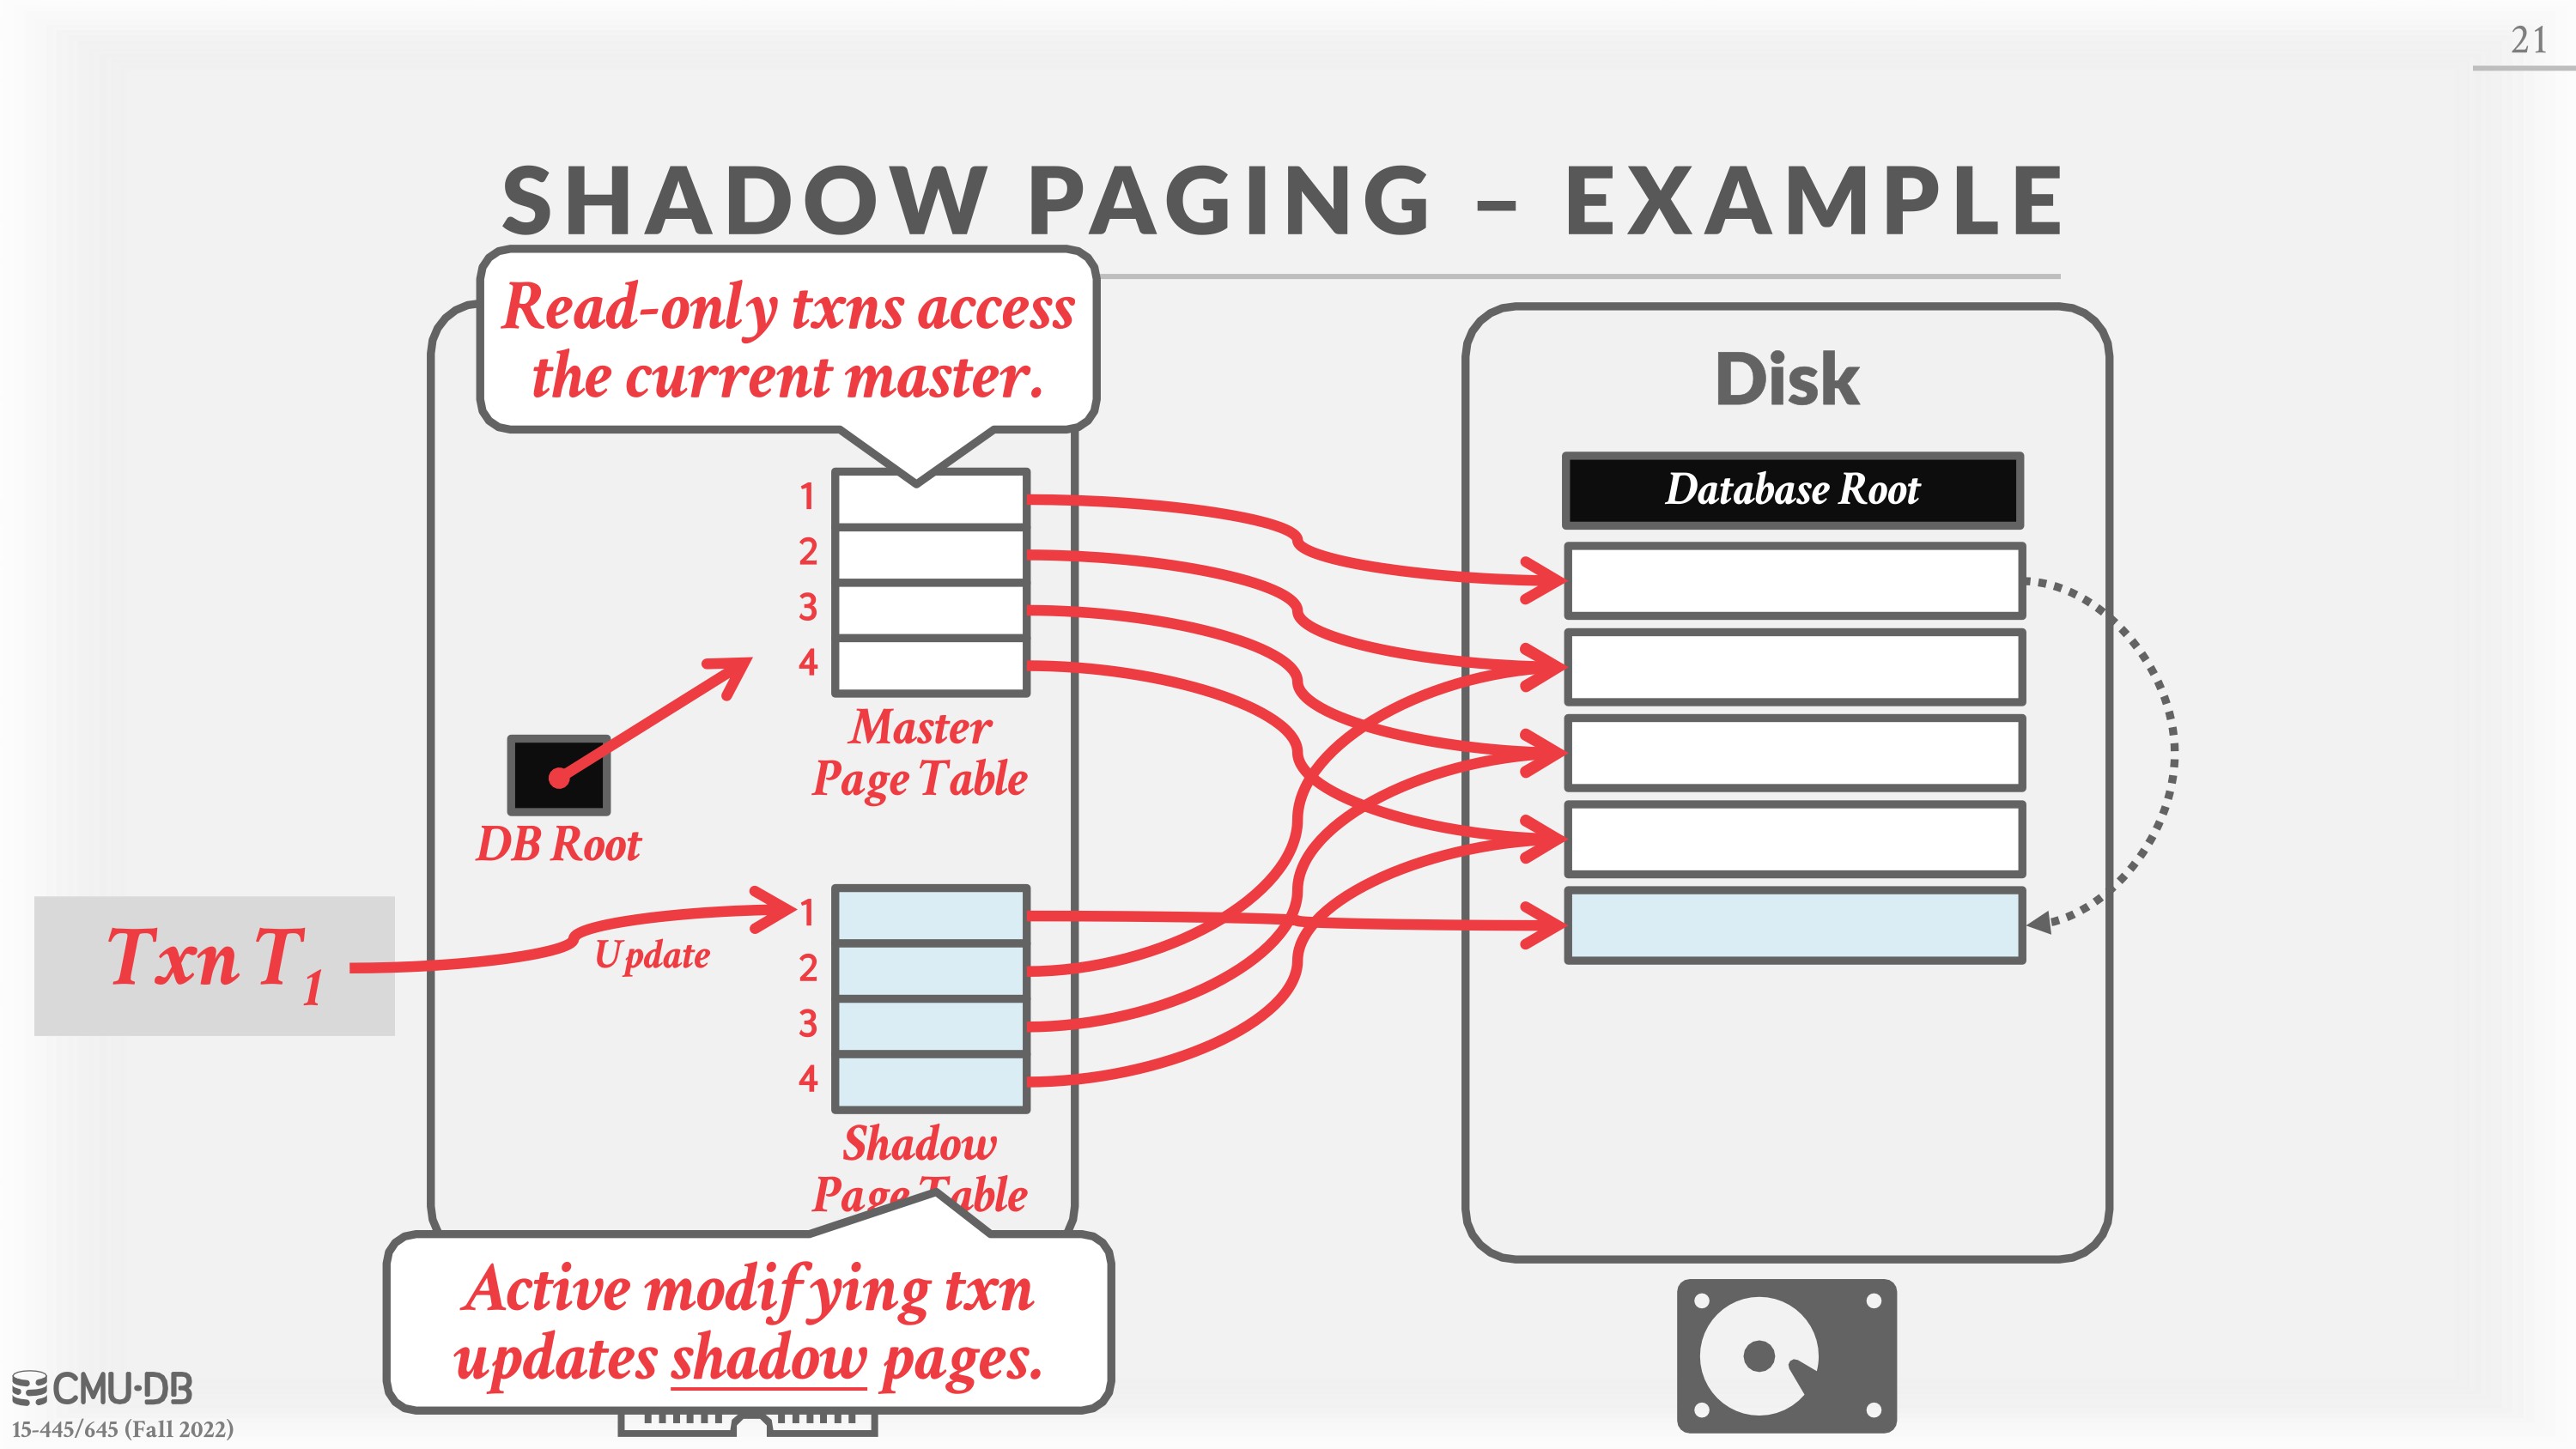 21
SHADOW PAGING – EXAMPLE
Read-only txns access
the current master.
1
2
3
4
Master
Page Table
DB Root
Txn T1
Update
1
2
3
4
Shadow
Page Table
Active modifying txn
updates shadow pages.
Disk
Database Root
CMU·DB
15-445/645 (Fall 2022)